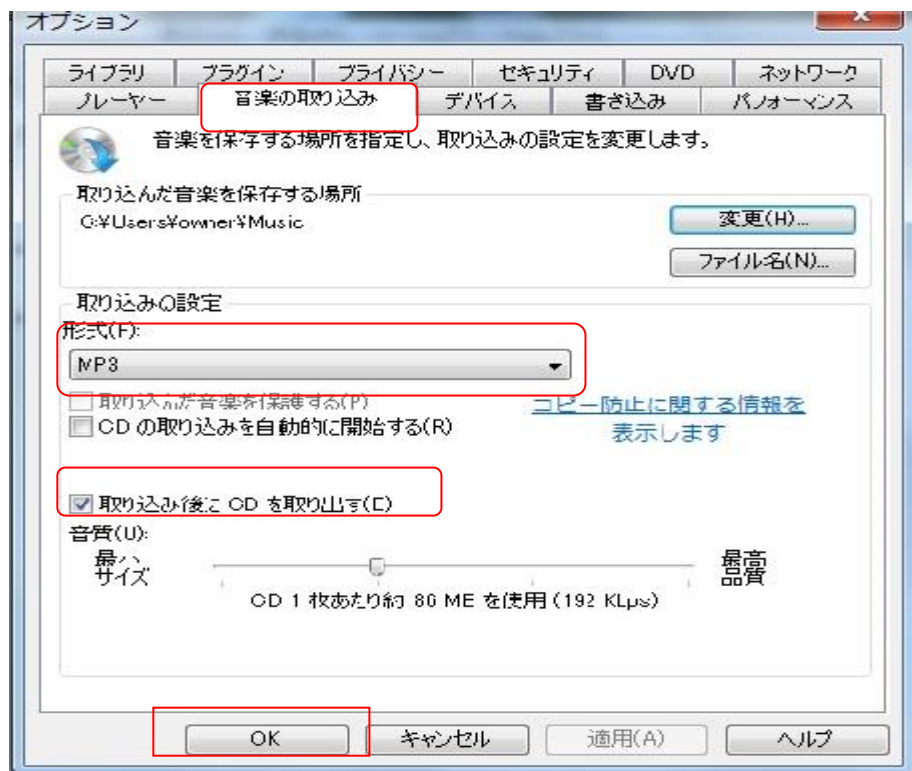 オプション
ライブラリ プラグイン プライバシー セキュリティ DVD ネットワーク
プレーヤー 音楽の取り込み デバイス 書き込み パフォーマンス
音楽を保存する場所を指定し、取り込みの設定を変更します。
取り込んだ音楽を保存する場所
C:¥Users¥owner¥Music
変更(H)...
ファイル名(N)...
取り込みの設定
形式(F):
MP3
取り込んだ音楽を保護する(P)
コピー防止に関する情報を
CD の取り込みを自動的に開始する(R)
表示します
取り込み後に CD を取り出す(E)
音質(U):
最小
サイズ
最高
品質
CD 1 枚あたり約 86 MB を使用 (192 Kbps)
OK キャンセル 適用(A) ヘルプ